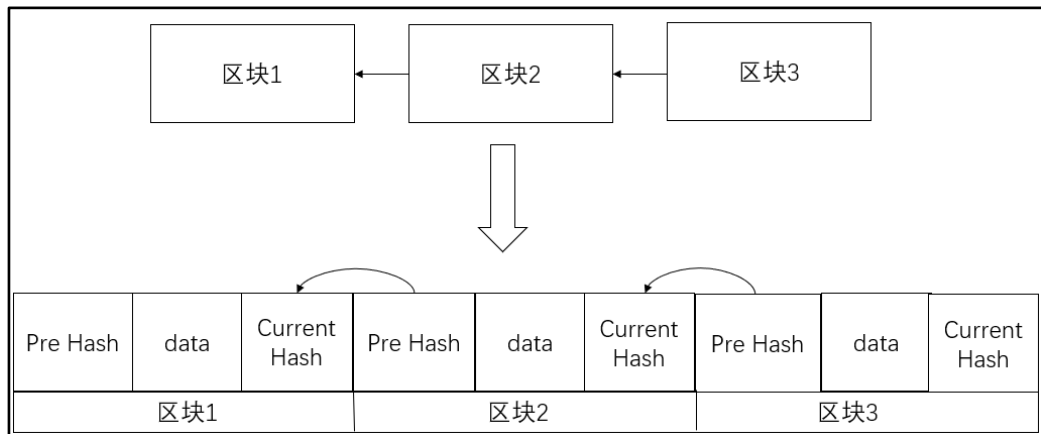 区块1
区块2
区块3
Pre Hash
data
Current
Hash
Pre Hash
data
Current
Hash
Pre Hash
data
Current
Hash
区块1
区块2
区块3